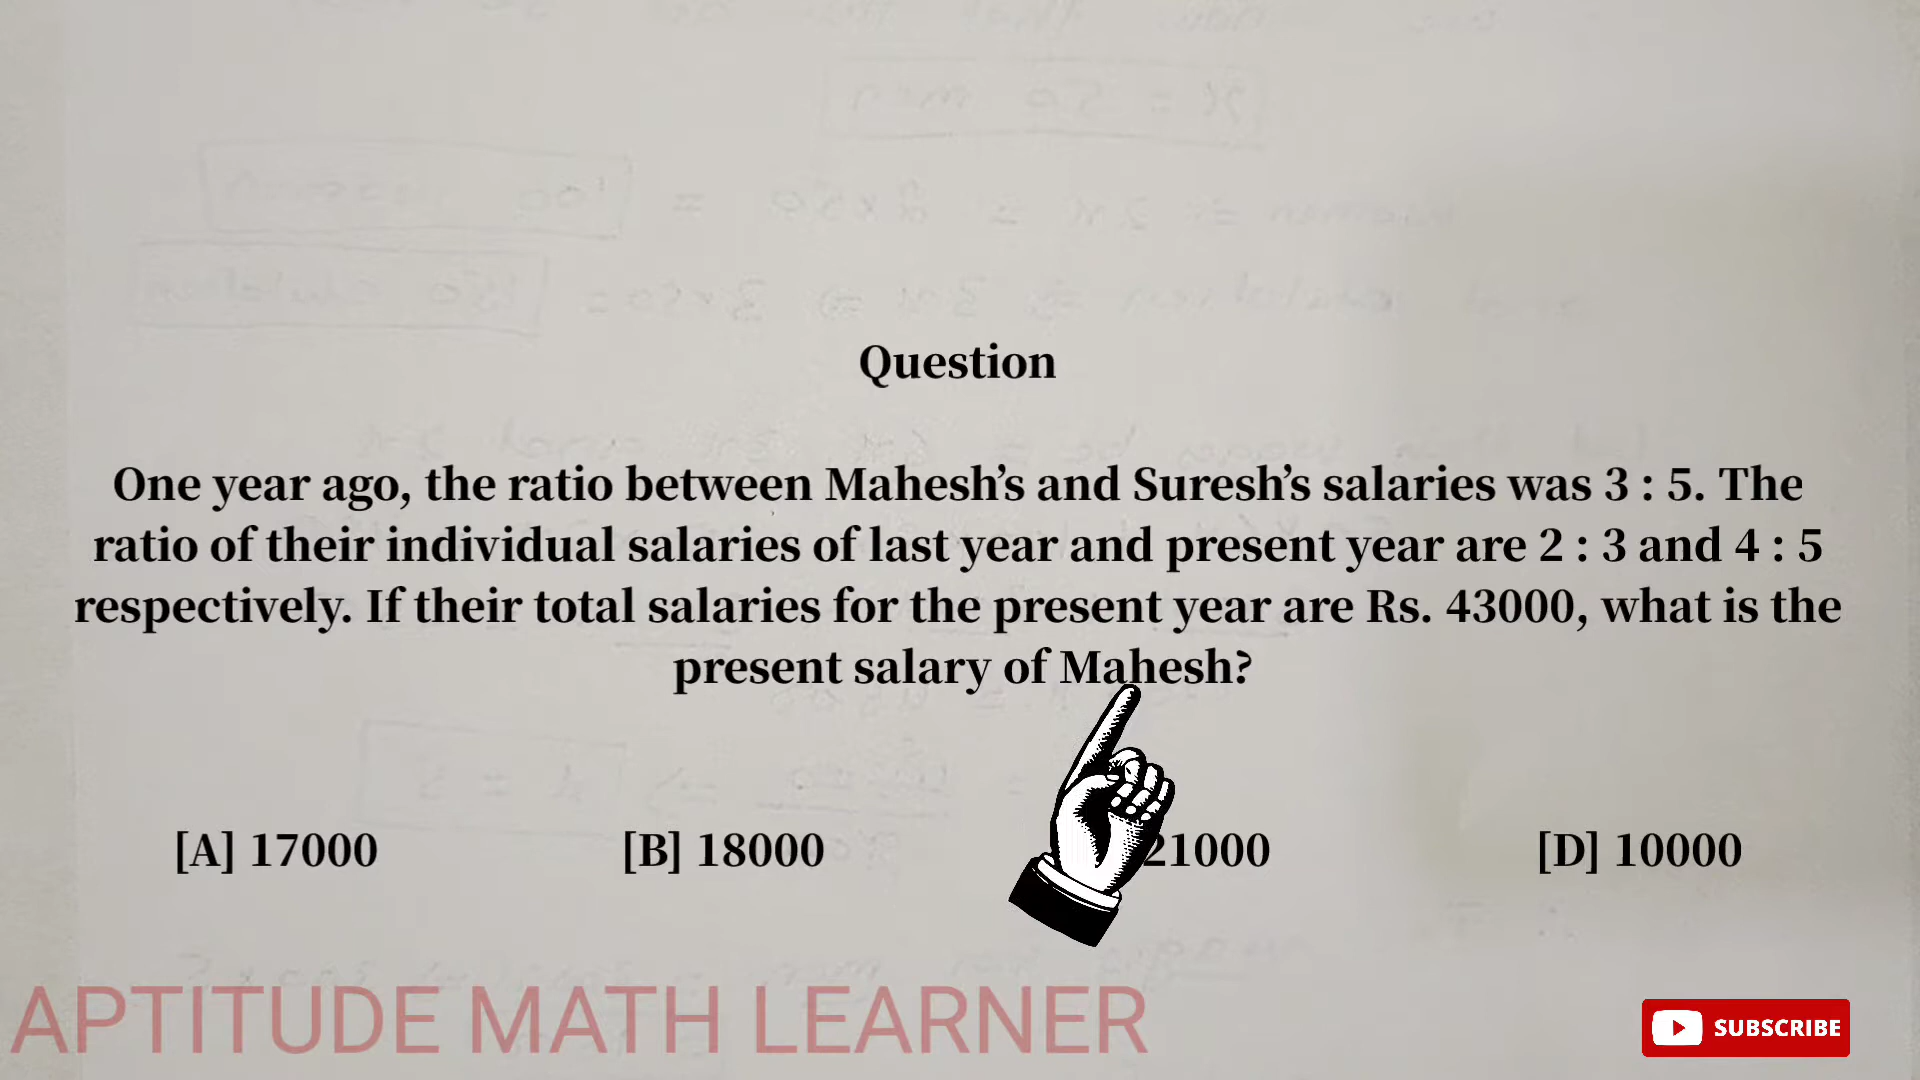 Question
One year ago, the ratio between Mahesh’s and Suresh’s salaries was 3 : 5. The
ratio of their individual salaries of last year and present year are 2 : 3 and 4 : 5
respectively. If their total salaries for the present year are Rs. 43000, what is the
present salary of Mahesh?
[A] 17000 [B] 18000 21000 [D] 10000
APTITUDE MATH LEARNER
SUBSCRIBE